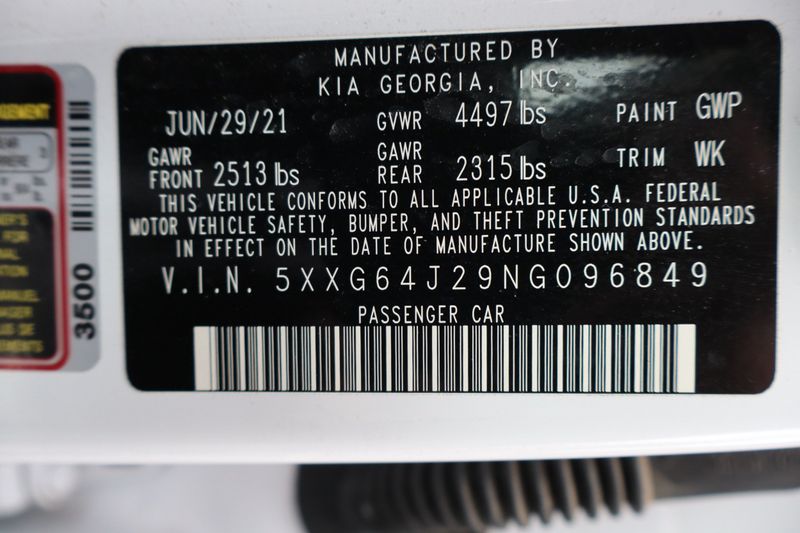 MANUFACTURED BY
KIA GEORGIA, INC.
JUN/29/21 GVWR 4497 lbs PAINT GWP
GAWR FRONT 2513 lbs GAWR REAR 2315 lbs TRIM WK
THIS VEHICLE CONFORMS TO ALL APPLICABLE U.S.A. FEDERAL
MOTOR VEHICLE SAFETY, BUMPER, AND THEFT PREVENTION STANDARDS
IN EFFECT ON THE DATE OF MANUFACTURE SHOWN ABOVE.
V.I.N. 5XXG64J29NG096849
PASSENGER CAR
3500